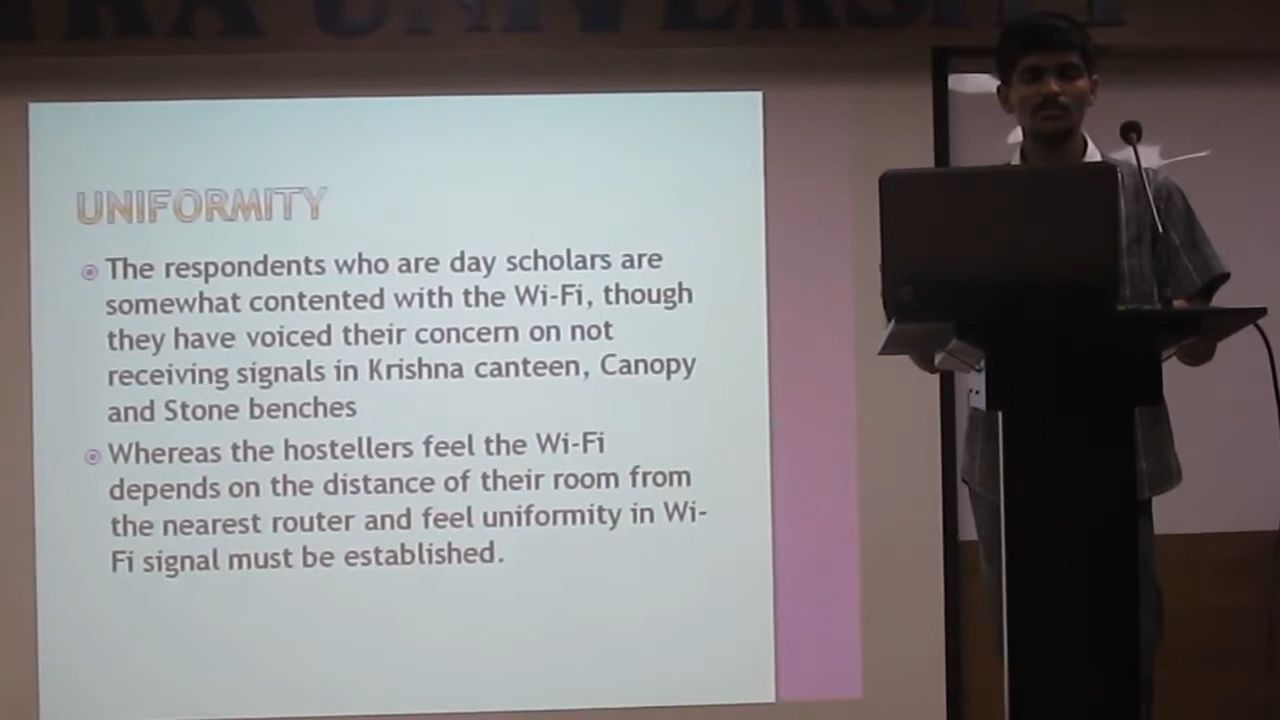 UNIVERSITY
UNIFORMITY
The respondents who are day scholars are
somewhat contented with the Wi-Fi, though
they have voiced their concern on not
receiving signals in Krishna canteen, Canopy
and Stone benches
Whereas the hostellers feel the Wi-Fi
depends on the distance of their room from
the nearest router and feel uniformity in Wi-
Fi signal must be established.